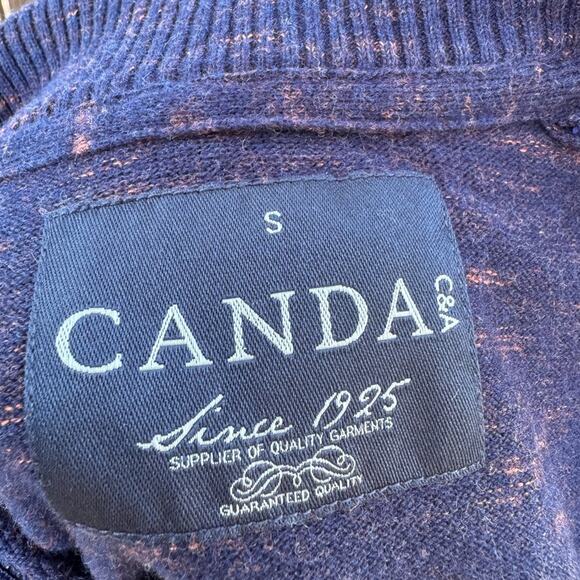 S
CANDA C&A
Since 1925
SUPPLIER OF QUALITY GARMENTS
GUARANTEED QUALITY